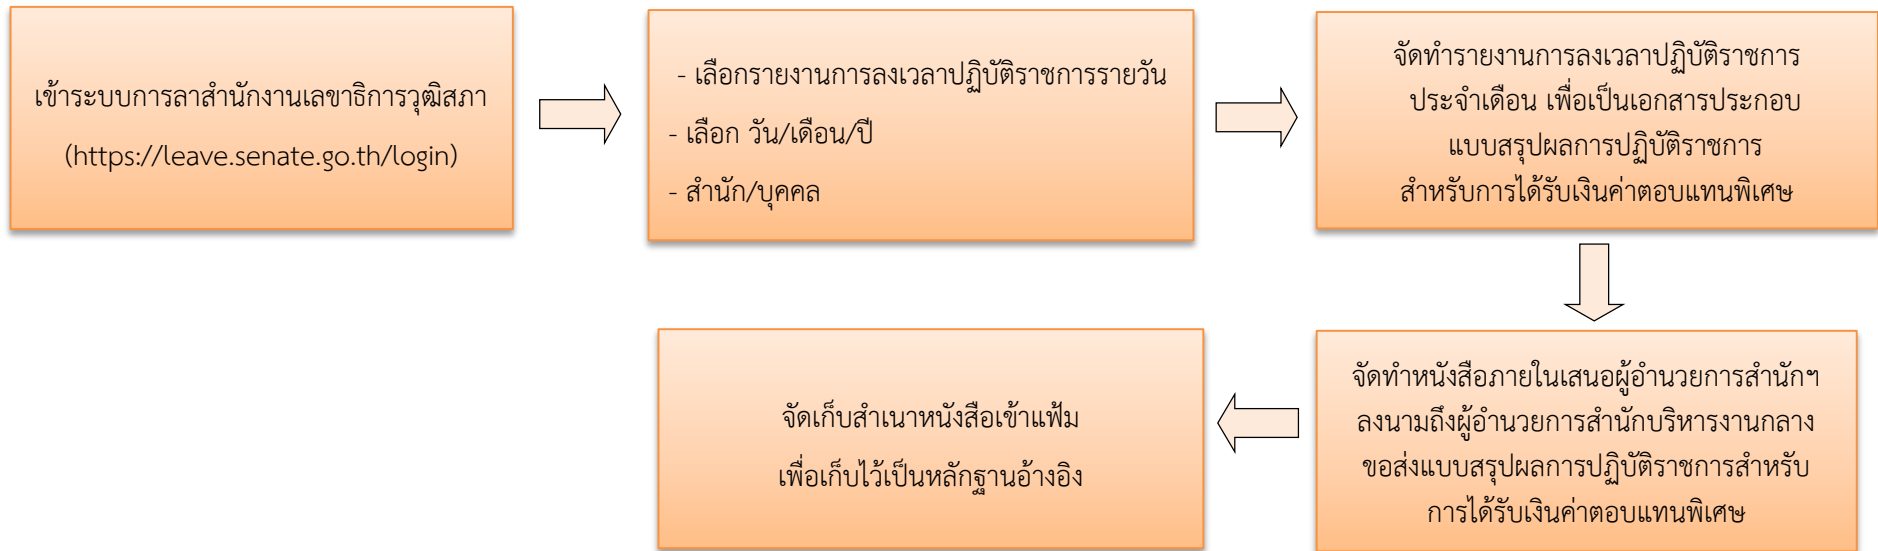 เข้าระบบการลาสำนักงานเลขาธิการวุฒิสภา
(https://leave.senate.go.th/login)
- เลือกรายงานการลงเวลาปฏิบัติราชการรายวัน
- เลือก วัน/เดือน/ปี
- สำนัก/บุคคล
จัดทำรายงานการลงเวลาปฏิบัติราชการ
ประจำเดือน เพื่อเป็นเอกสารประกอบ
แบบสรุปผลการปฏิบัติราชการ
สำหรับการได้รับเงินค่าตอบแทนพิเศษ
จัดทำหนังสือภายในเสนอผู้อำนวยการสำนักฯ
ลงนามถึงผู้อำนวยการสำนักบริหารงานกลาง
ขอส่งแบบสรุปผลการปฏิบัติราชการสำหรับ
การได้รับเงินค่าตอบแทนพิเศษ
จัดเก็บสำเนาหนังสือเข้าแฟ้ม
เพื่อเก็บไว้เป็นหลักฐานอ้างอิง